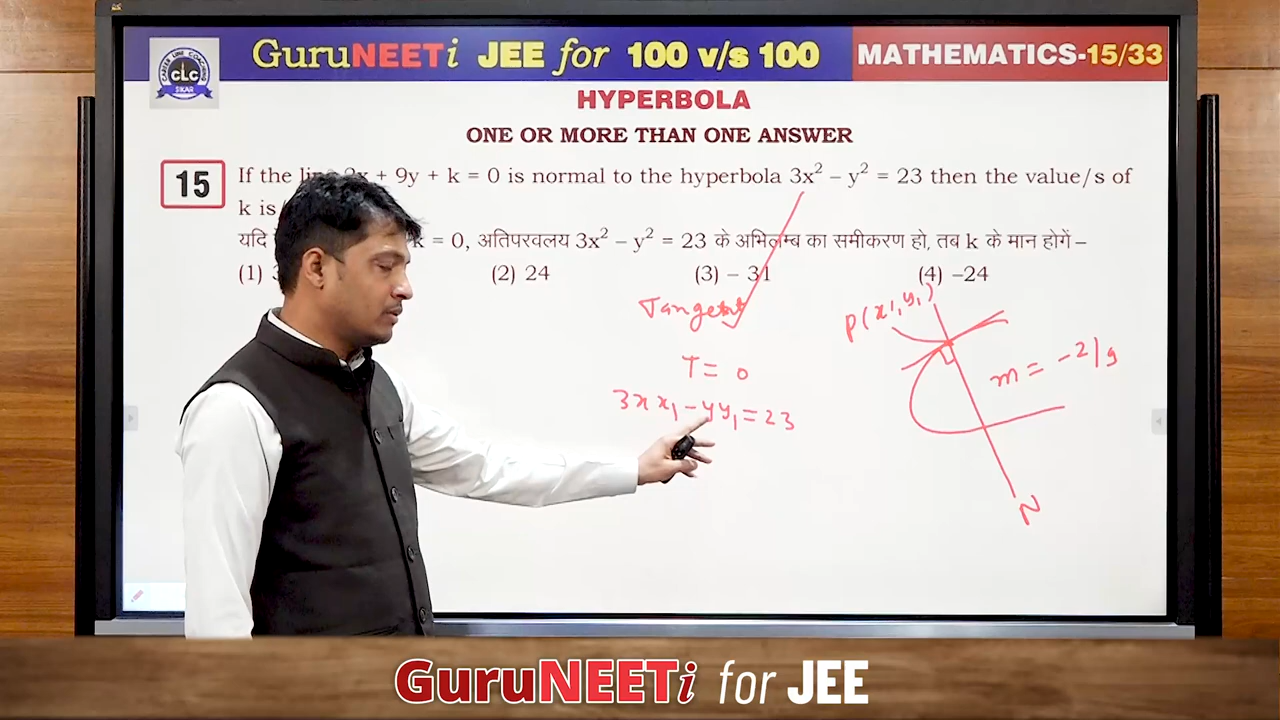 GuruNEETi JEE for 100 v/s 100
MATHEMATICS-15/33
CLC
SIKAR
HYPERBOLA
ONE OR MORE THAN ONE ANSWER
15
If the line 2x + 9y + k = 0 is normal to the hyperbola 3x² – y² = 23 then the value/s of
k is
यदि k = 0, अतिपरवलय 3x² – y² = 23 के अभिलम्ब का समीकरण हो, तब k के मान होगें –
(1) 3 (2) 24 (3) – 31 (4) –24
Tangent
P(x₁, y₁)
T = 0
m = -2/9
3xx₁ - yy₁ = 23
N
GuruNEETi for JEE